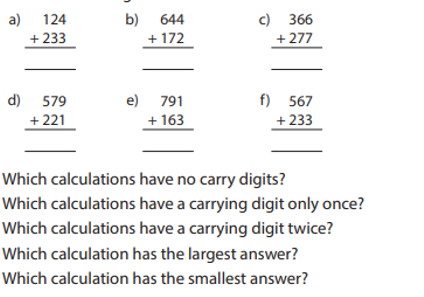 a) 124 b) 644 c) 366
+ 233 + 172 + 277
d) 579 e) 791 f) 567
+ 221 + 163 + 233
Which calculations have no carry digits?
Which calculations have a carrying digit only once?
Which calculations have a carrying digit twice?
Which calculation has the largest answer?
Which calculation has the smallest answer?